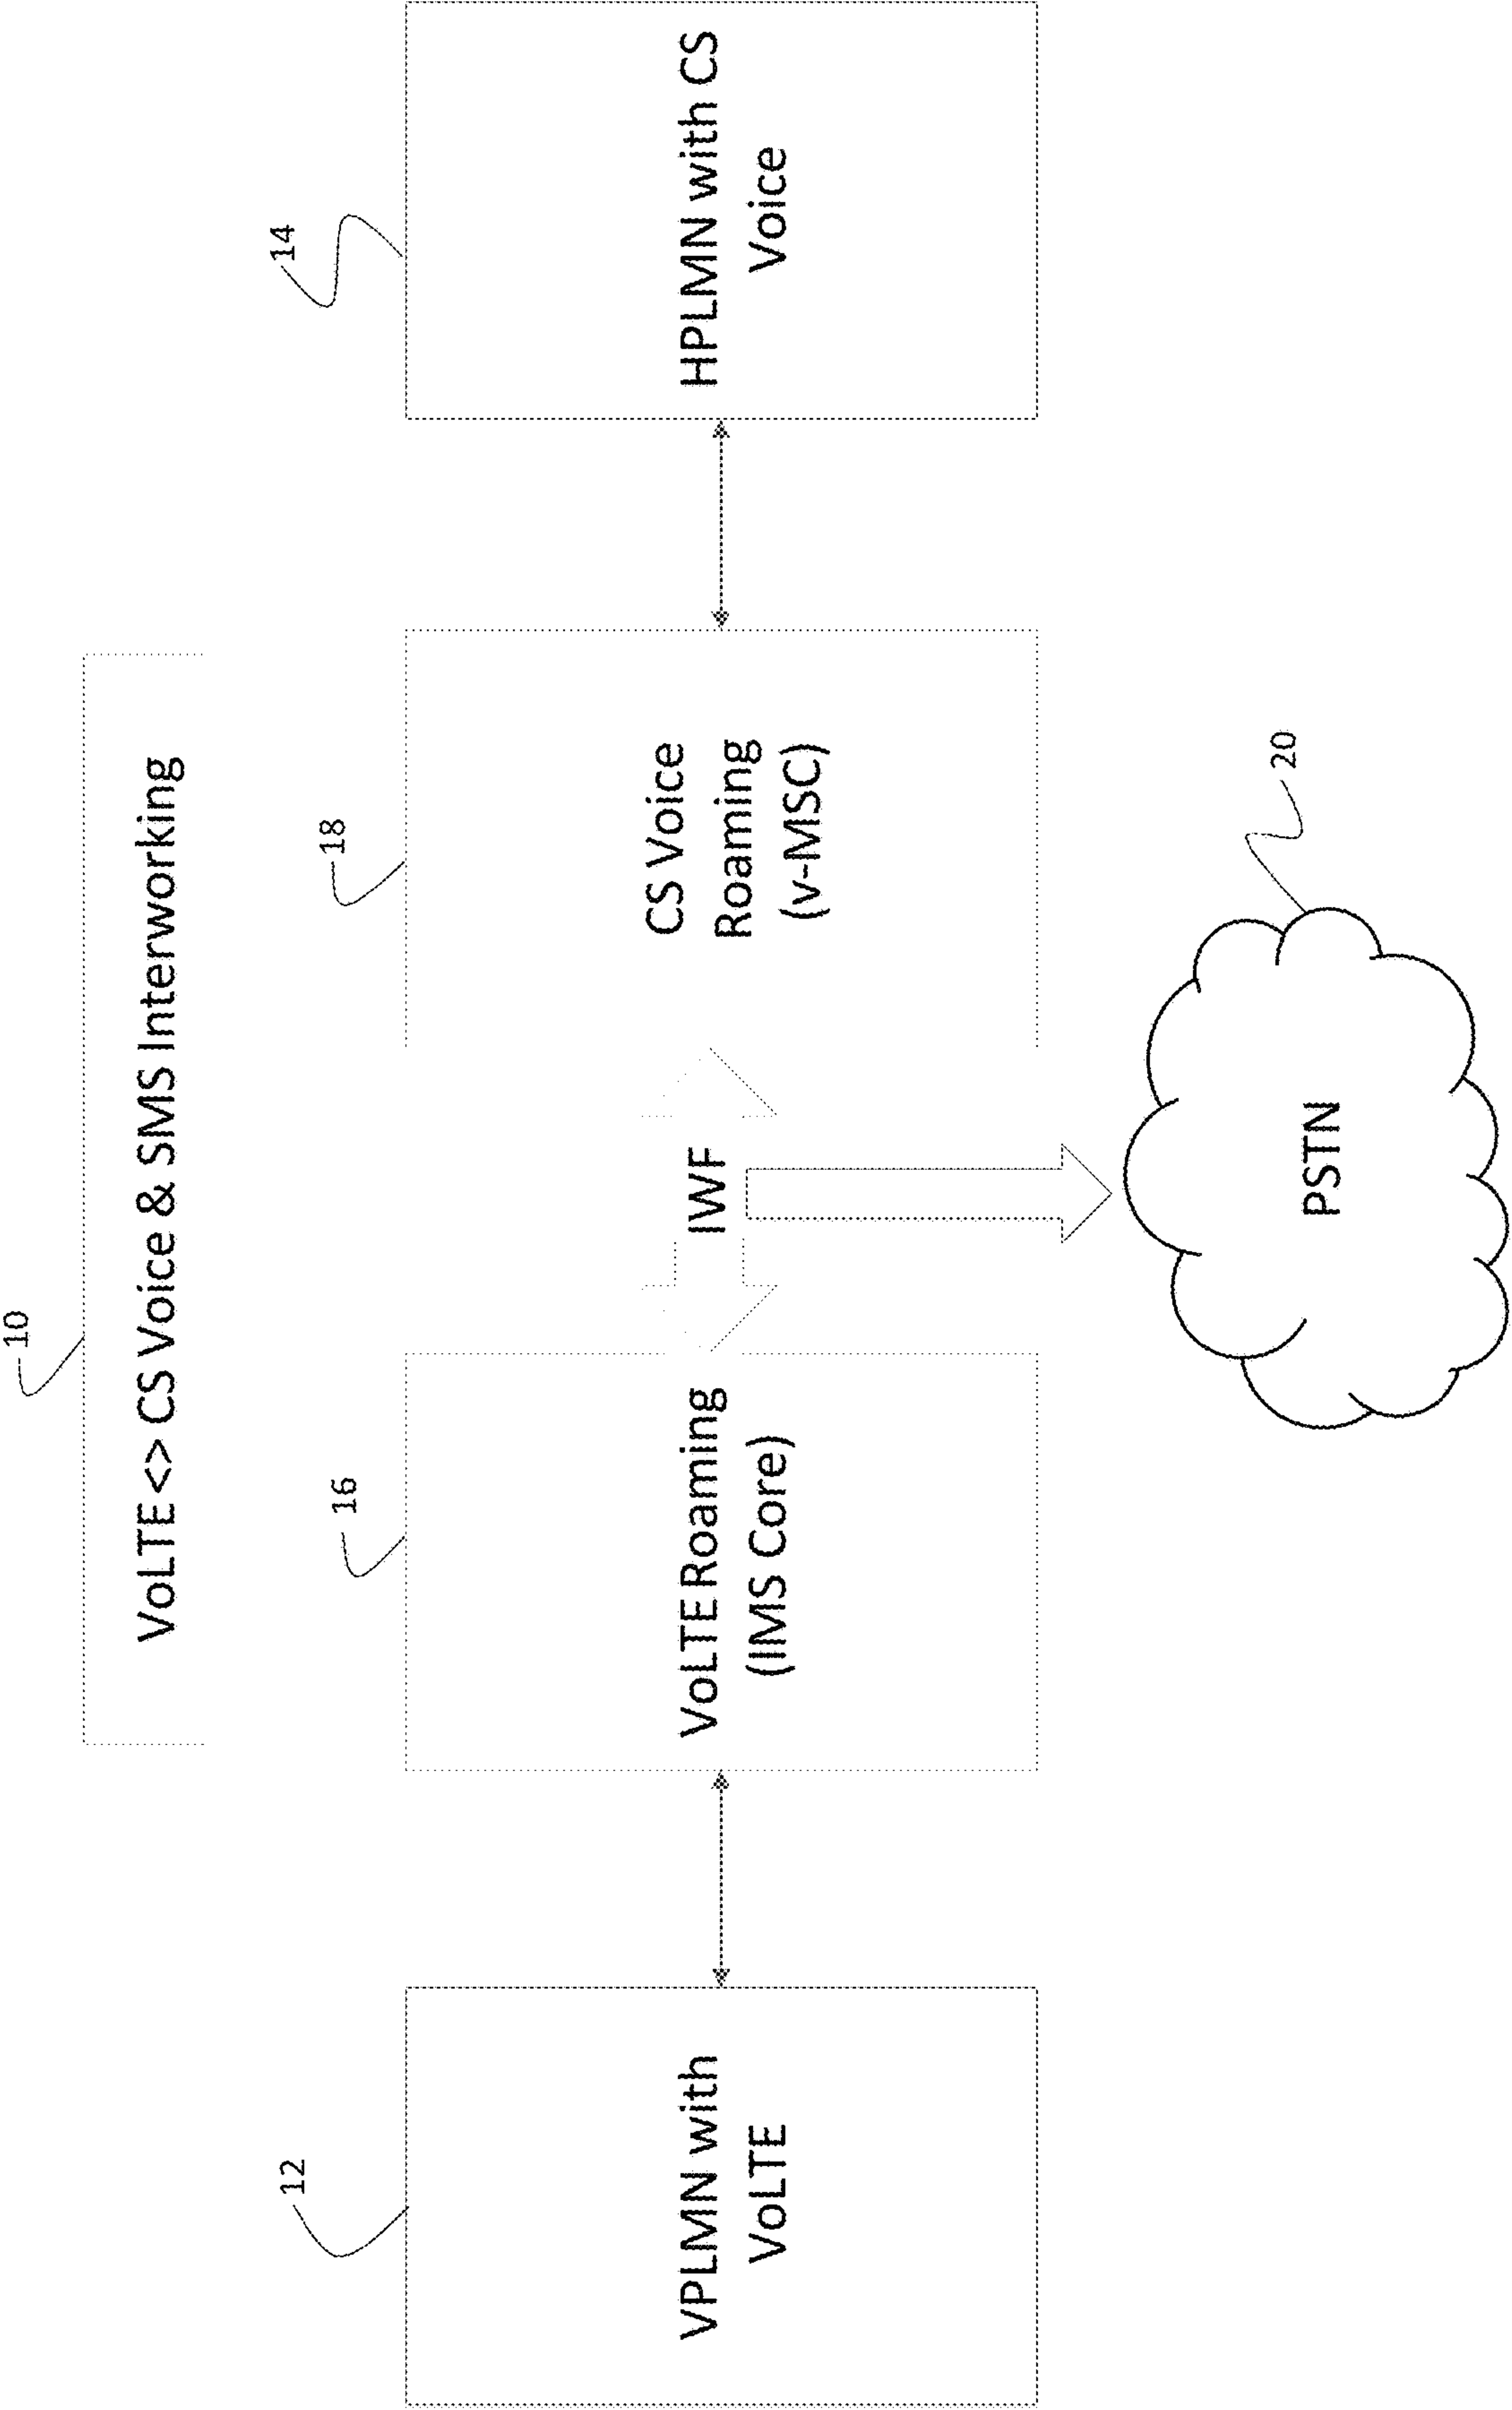 10
VoLTE <> CS Voice & SMS Interworking
12
VPLMN with
VoLTE
16
VoLTE Roaming
(IMS Core)
IWF
18
CS Voice
Roaming
(v-MSC)
14
HPLMN with CS
Voice
20
PSTN